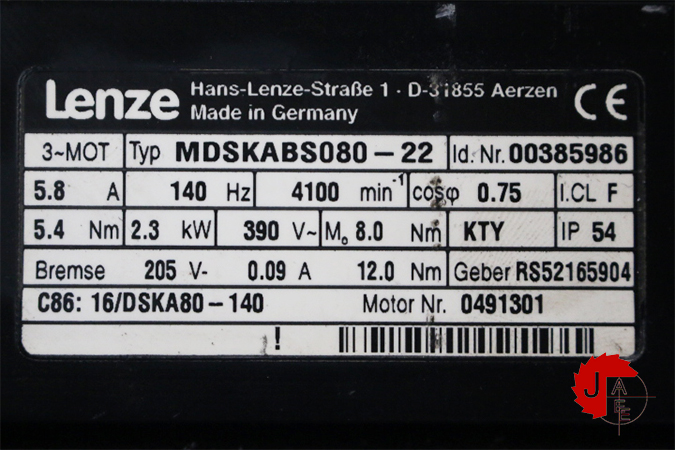 Lenze Hans-Lenze-Straße 1 · D-31855 Aerzen
Made in Germany CE
3~MOT Typ MDSKABS080-22 Id. Nr. 00385986
5.8 A 140 Hz 4100 min⁻¹ cosφ 0.75 I.CL F
5.4 Nm 2.3 kW 390 V~ M₀ 8.0 Nm KTY IP 54
Bremse 205 V- 0.09 A 12.0 Nm Geber RS52165904
C86: 16/DSKA80-140 Motor Nr. 0491301
!
J